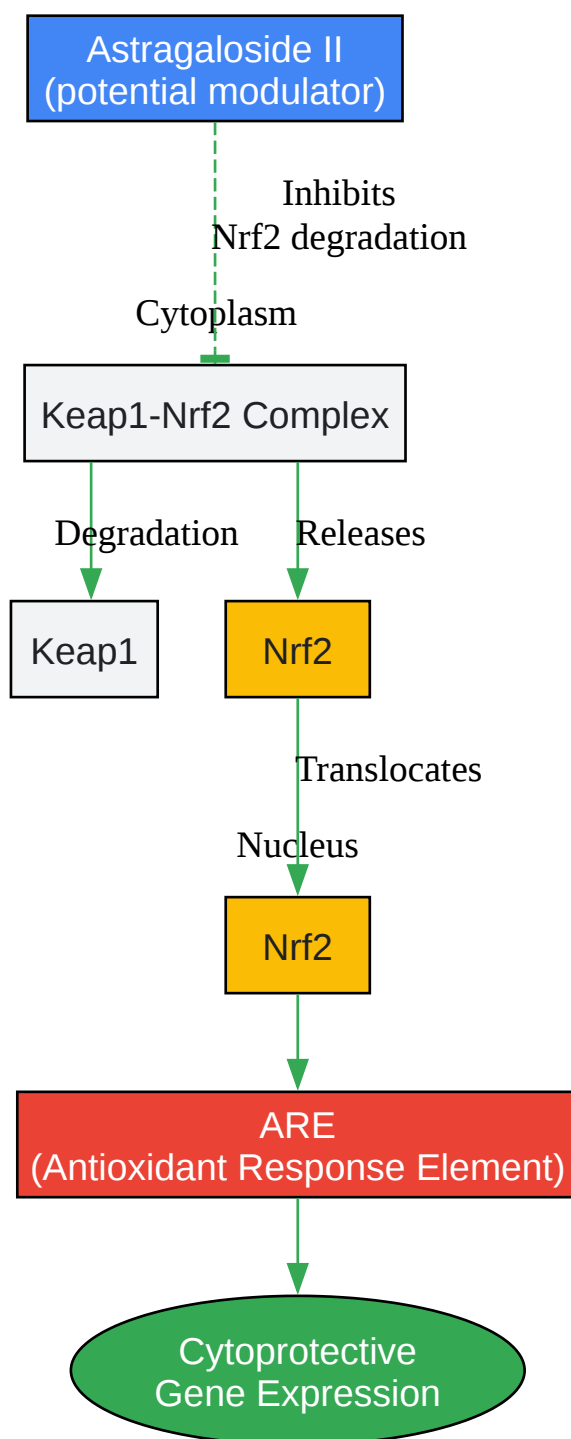 Astragaloside II
(potential modulator)
Inhibits
Nrf2 degradation
Cytoplasm
Keap1-Nrf2 Complex
Degradation
Releases
Keap1
Nrf2
Translocates
Nucleus
Nrf2
ARE
(Antioxidant Response Element)
Cytoprotective
Gene Expression